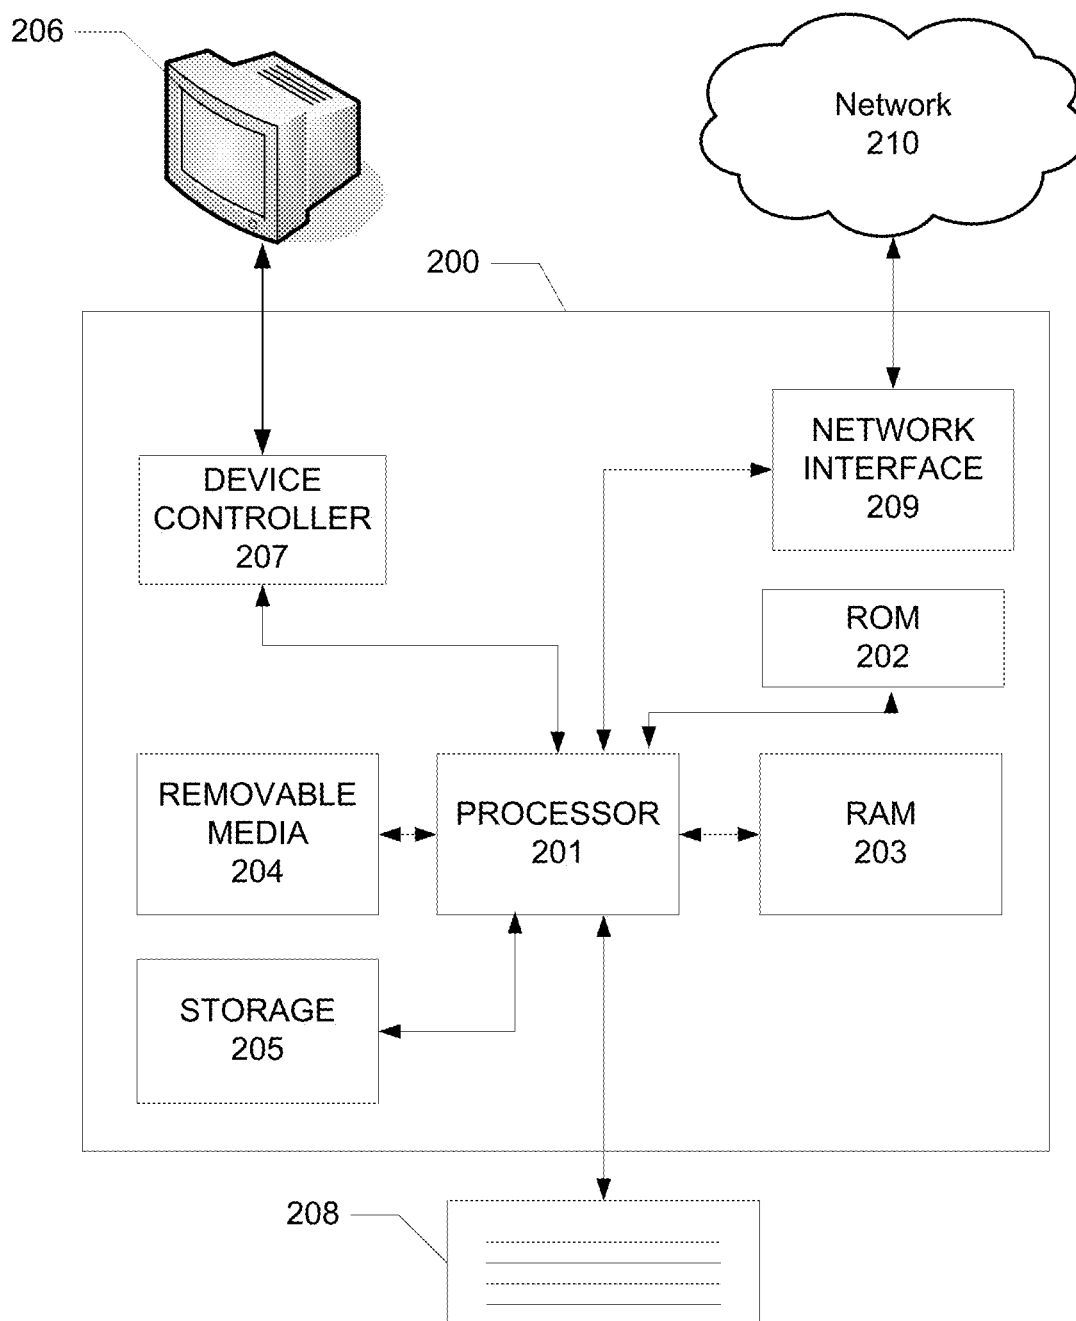 206
Network
210
200
NETWORK
INTERFACE
209
DEVICE
CONTROLLER
207
ROM
202
REMOVABLE
MEDIA
204
PROCESSOR
201
RAM
203
STORAGE
205
208